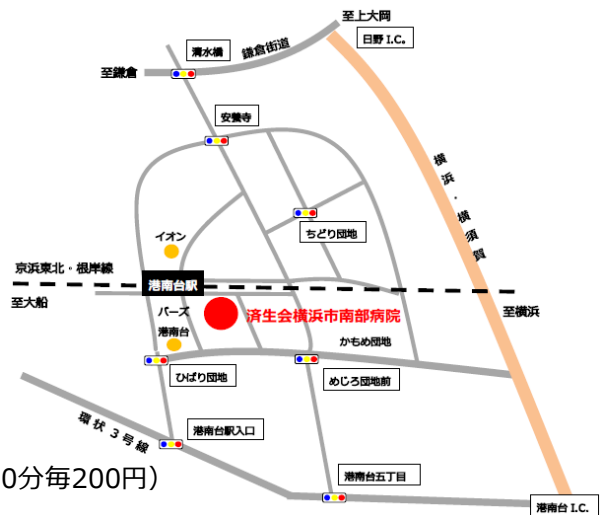 至上大岡
日野 I.C.
清水橋
鎌倉街道
至鎌倉
安養寺
横浜・横須賀
ちどり団地
イオン
京浜東北・根岸線
港南台駅
至大船
至横浜
バーズ
港南台
済生会横浜市南部病院
かもめ団地
ひばり団地
めじろ団地前
環状3号線
港南台駅入口
0分毎200円）
港南台五丁目
港南台 I.C.